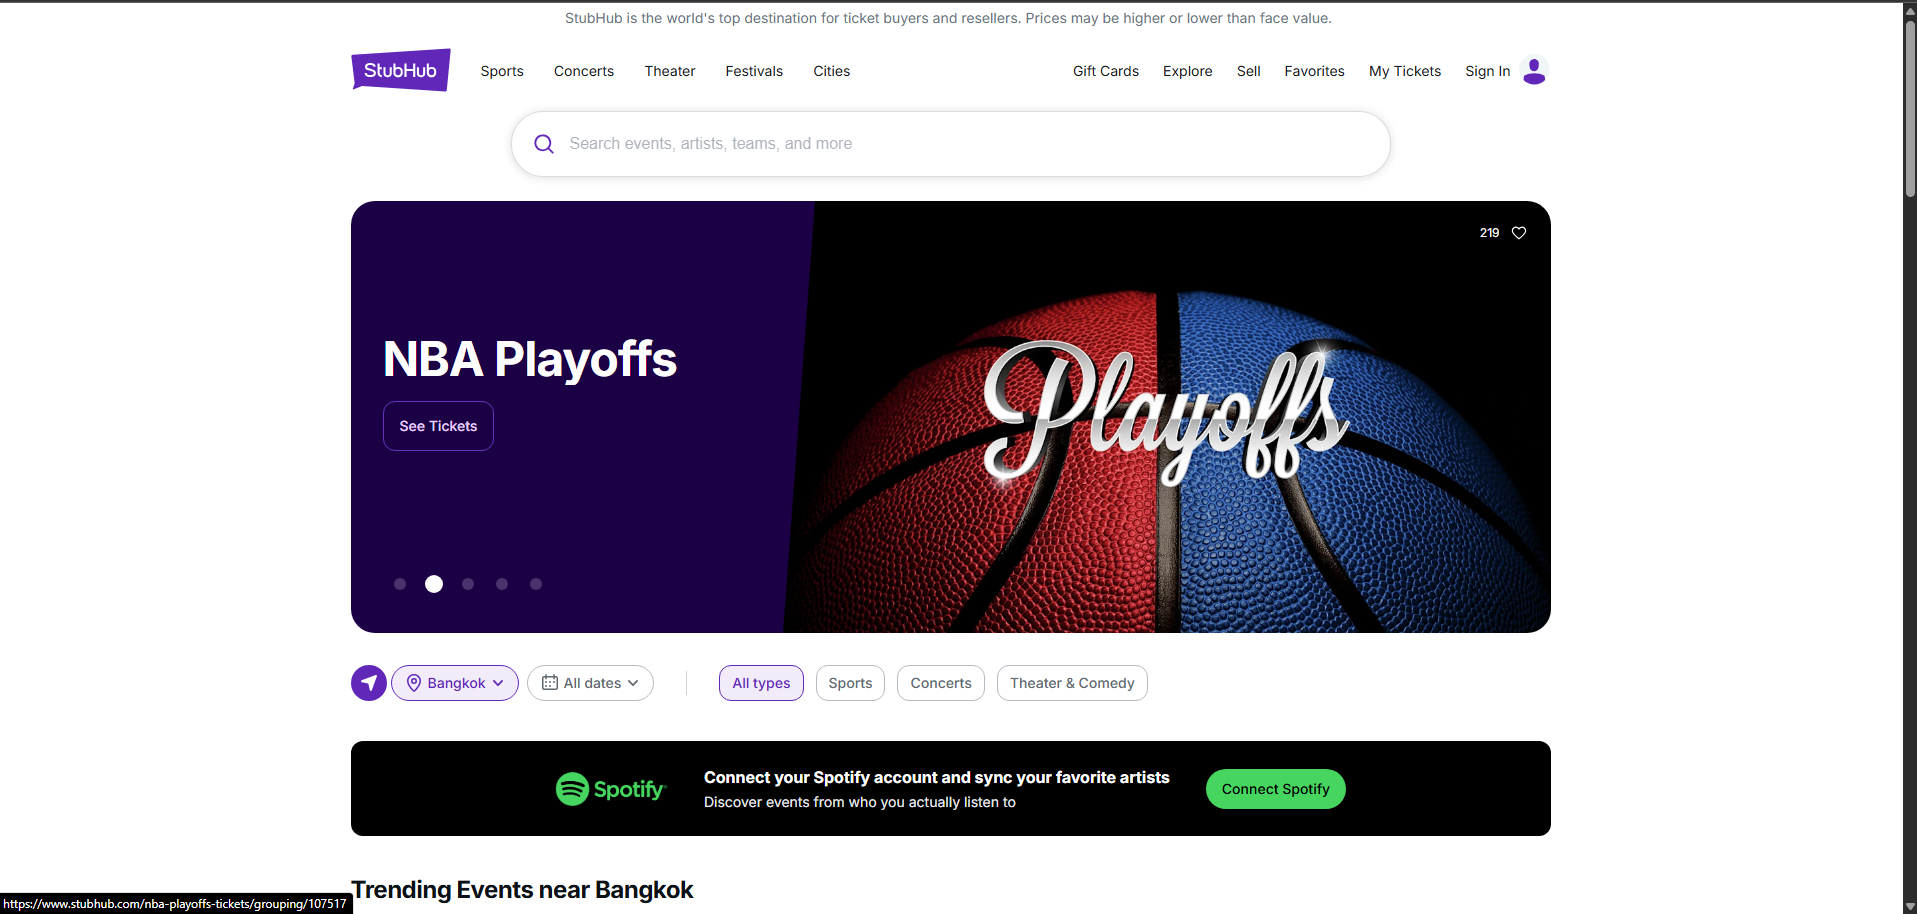 StubHub is the world's top destination for ticket buyers and resellers. Prices may be higher or lower than face value.
StubHub
Sports
Concerts
Theater
Festivals
Cities
Gift Cards
Explore
Sell
Favorites
My Tickets
Sign In
Search events, artists, teams, and more
219
NBA Playoffs
See Tickets
Playoffs
Bangkok
All dates
All types
Sports
Concerts
Theater & Comedy
Spotify
Connect your Spotify account and sync your favorite artists
Discover events from who you actually listen to
Connect Spotify
Trending Events near Bangkok
https://www.stubhub.com/nba-playoffs-tickets/grouping/107517